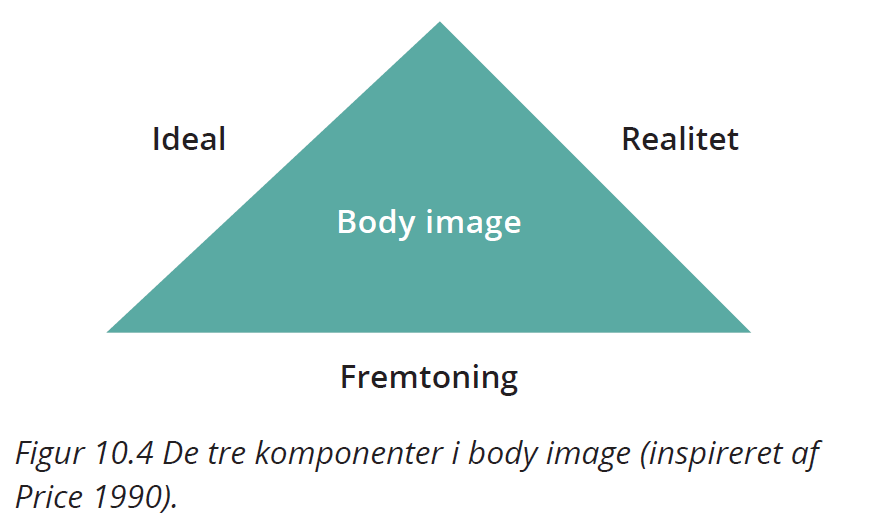 Ideal
Realitet
Body image
Fremtoning
Figur 10.4 De tre komponenter i body image (inspireret af
Price 1990).